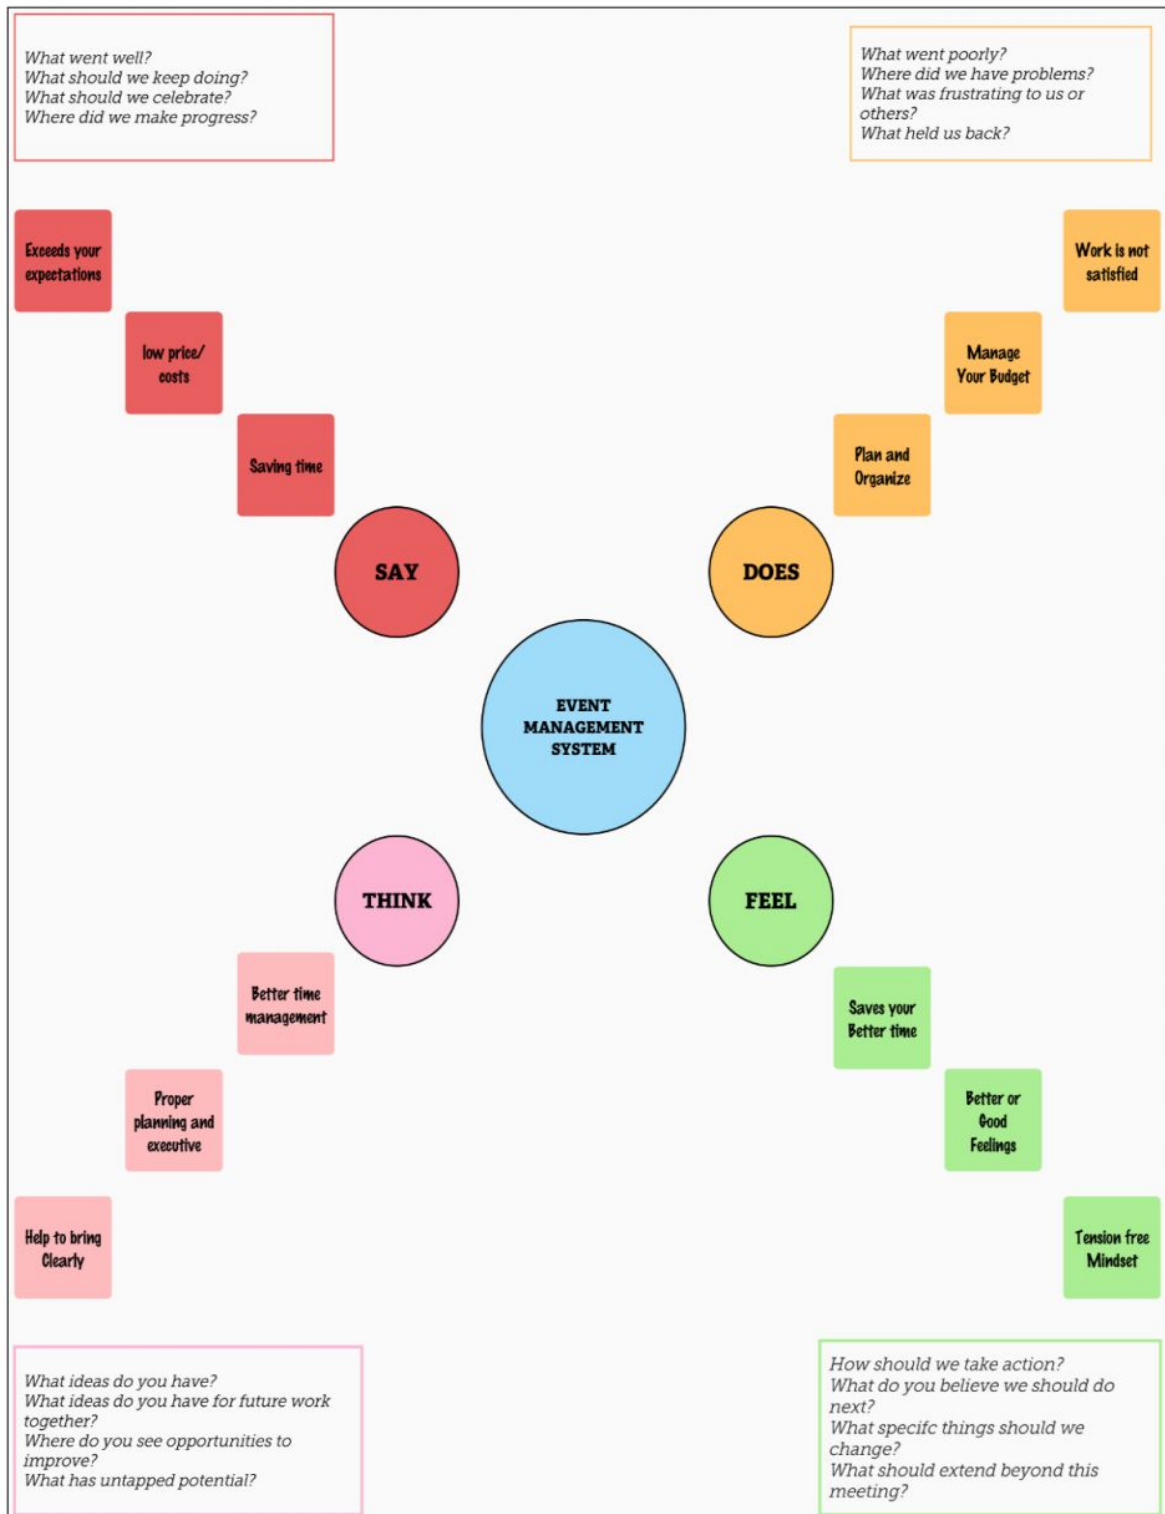 What went well?
What should we keep doing?
What should we celebrate?
Where did we make progress?
What went poorly?
Where did we have problems?
What was frustrating to us or
others?
What held us back?
Exceeds your
expectations
low price/
costs
Saving time
SAY
Work is not
satisfied
Manage
Your Budget
Plan and
Organize
DOES
EVENT
MANAGEMENT
SYSTEM
THINK
Better time
management
Proper
planning and
executive
Help to bring
Clearly
FEEL
Saves your
Better time
Better or
Good
Feelings
Tension free
Mindset
What ideas do you have?
What ideas do you have for future work
together?
Where do you see opportunities to
improve?
What has untapped potential?
How should we take action?
What do you believe we should do
next?
What specifc things should we
change?
What should extend beyond this
meeting?